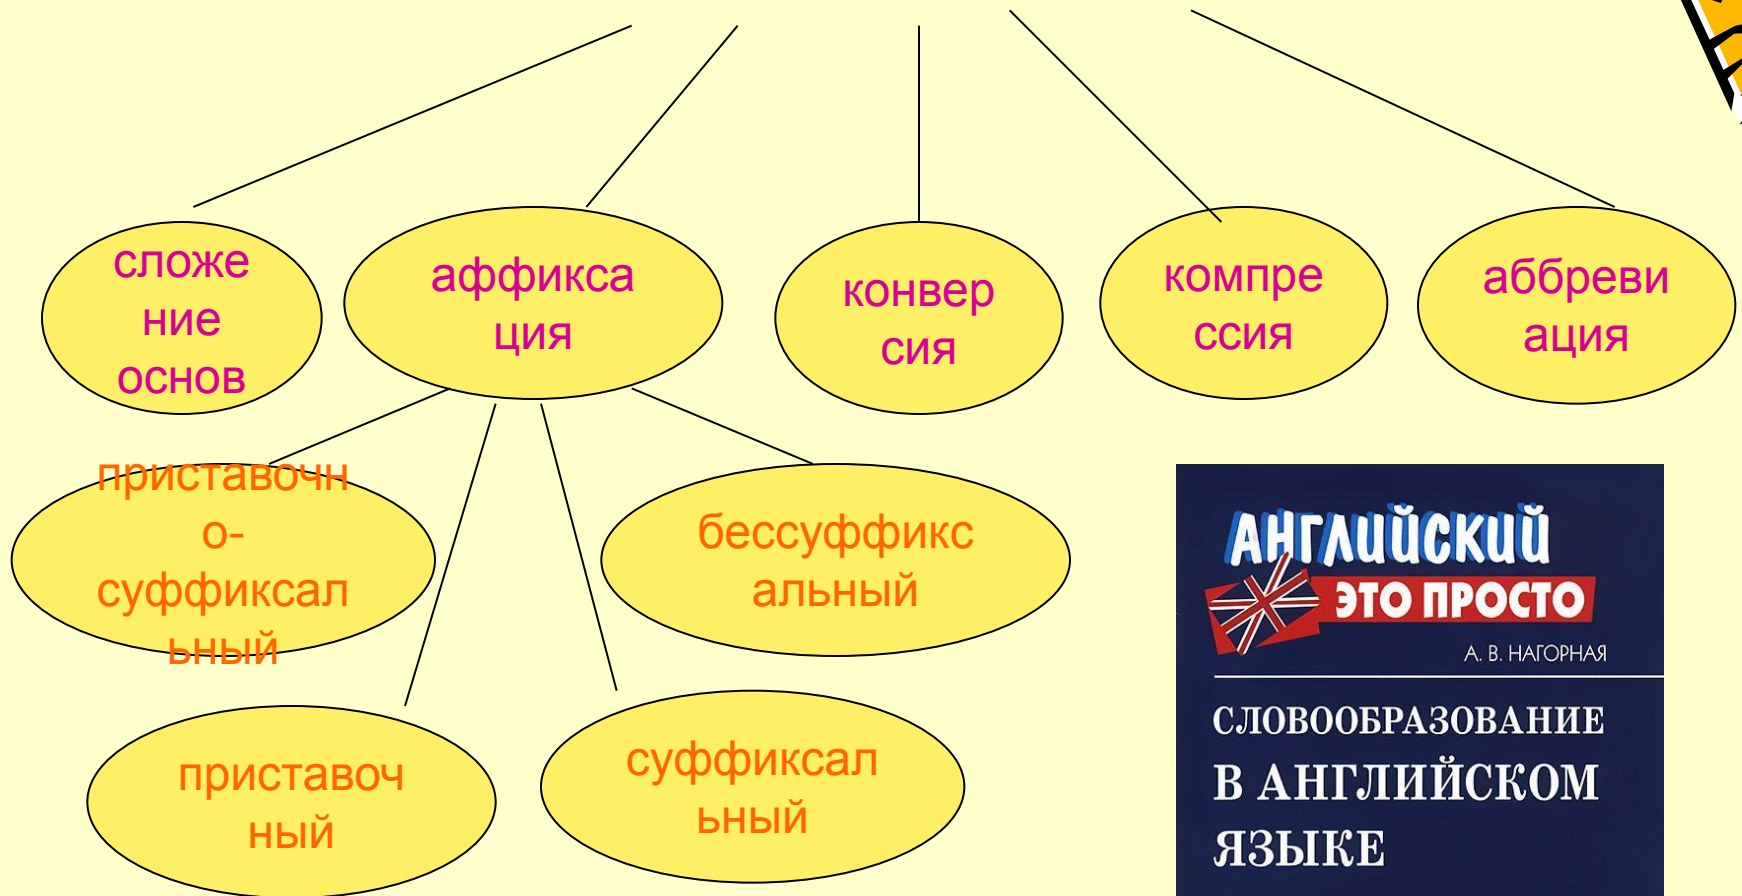 сложе
ние
основ
аффикса
ция
конвер
сия
компре
ссия
аббреви
ация
приставочн
о-
суффиксал
ьный
бессуффикс
альный
приставоч
ный
суффиксал
ьный
АНГЛИЙСКИЙ
ЭТО ПРОСТО
А. В. НАГОРНАЯ
СЛОВООБРАЗОВАНИЕ
В АНГЛИЙСКОМ
ЯЗЫКЕ